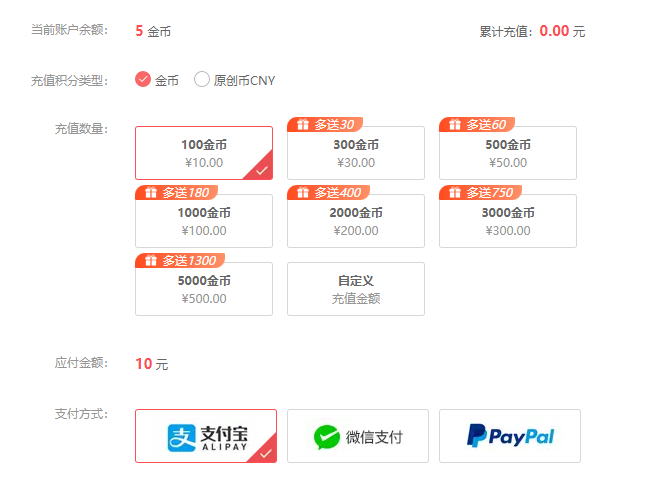 当前账户余额： 5 金币 累计充值：0.00 元
充值积分类型： 金币 原创币CNY
充值数量：
100金币
¥10.00
多送30
300金币
¥30.00
多送60
500金币
¥50.00
多送180
1000金币
¥100.00
多送400
2000金币
¥200.00
多送750
3000金币
¥300.00
多送1300
5000金币
¥500.00
自定义
充值金额
应付金额： 10 元
支付方式：
支 支付宝
ALIPAY
微信支付
PayPal